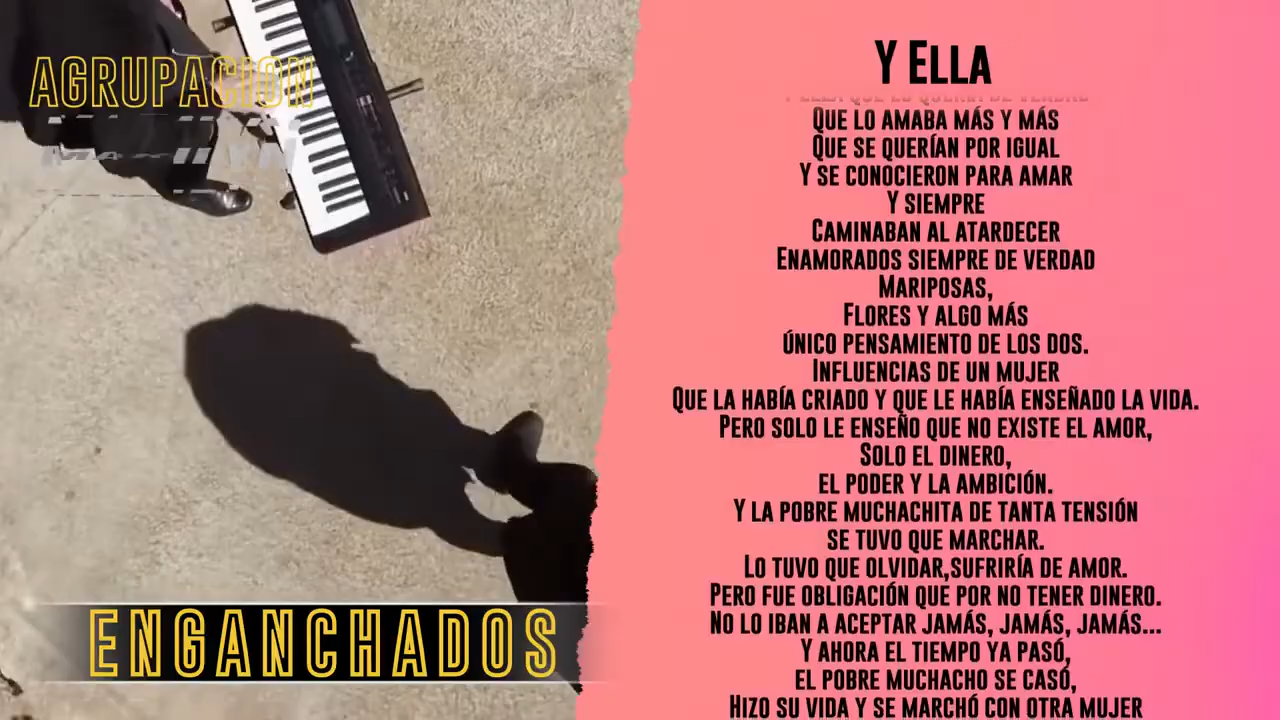 AGRUPACION
MARILYN
ENGANCHADOS
Y ELLA
QUE LO AMABA MÁS Y MÁS
QUE SE QUERÍAN POR IGUAL
Y SE CONOCIERON PARA AMAR
Y SIEMPRE
CAMINABAN AL ATARDECER
ENAMORADOS SIEMPRE DE VERDAD
MARIPOSAS,
FLORES Y ALGO MÁS
ÚNICO PENSAMIENTO DE LOS DOS.
INFLUENCIAS DE UN MUJER
QUE LA HABÍA CRIADO Y QUE LE HABÍA ENSEÑADO LA VIDA.
PERO SOLO LE ENSEÑO QUE NO EXISTE EL AMOR,
SOLO EL DINERO,
EL PODER Y LA AMBICIÓN.
Y LA POBRE MUCHACHITA DE TANTA TENSIÓN
SE TUVO QUE MARCHAR.
LO TUVO QUE OLVIDAR,SUFRIRÍA DE AMOR.
PERO FUE OBLIGACIÓN QUE POR NO TENER DINERO.
NO LO IBAN A ACEPTAR JAMÁS, JAMÁS, JAMÁS...
Y AHORA EL TIEMPO YA PASÓ,
EL POBRE MUCHACHO SE CASÓ,
HIZO SU VIDA Y SE MARCHÓ CON OTRA MUJER